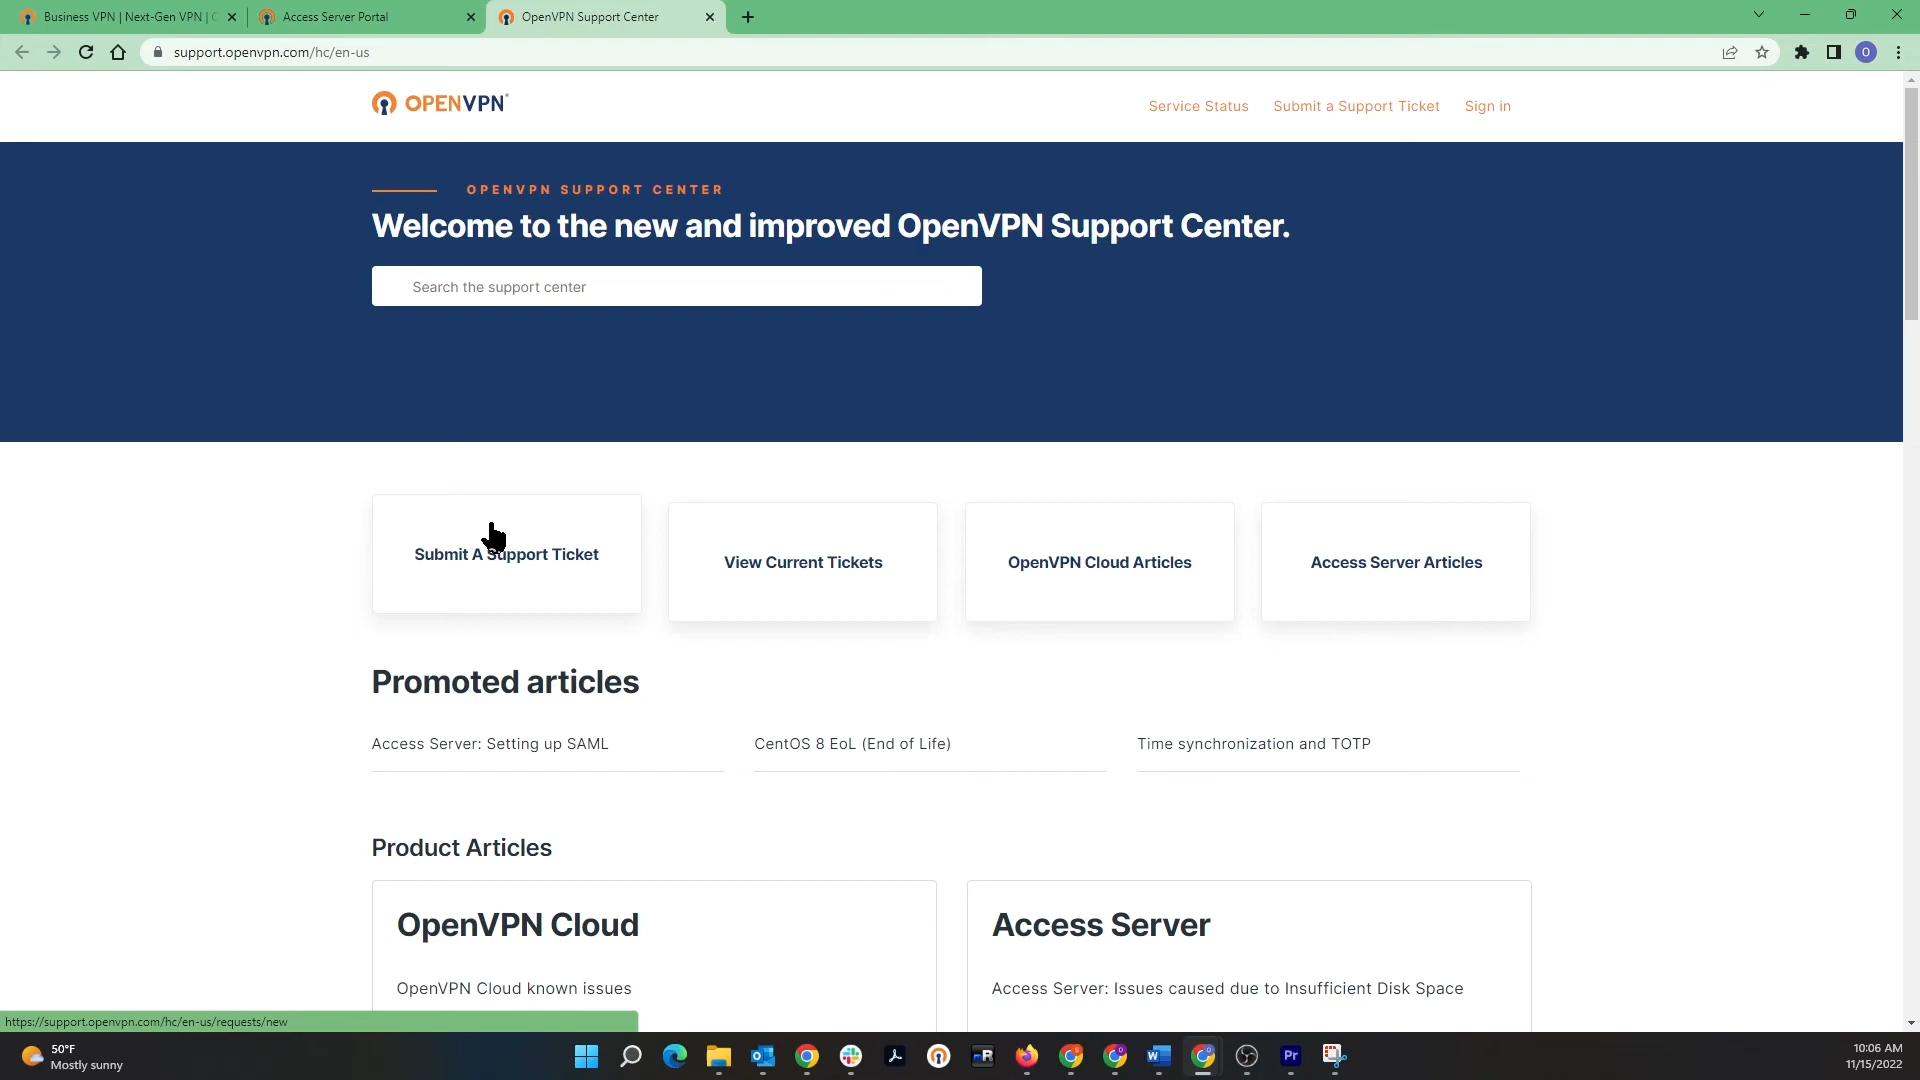 Business VPN | Next-Gen VPN |
Access Server Portal
OpenVPN Support Center
support.openvpn.com/hc/en-us
O
OPENVPN
Service Status
Submit a Support Ticket
Sign in
OPENVPN SUPPORT CENTER
Welcome to the new and improved OpenVPN Support Center.
Search the support center
Submit A Support Ticket
View Current Tickets
OpenVPN Cloud Articles
Access Server Articles
Promoted articles
Access Server: Setting up SAML
CentOS 8 EoL (End of Life)
Time synchronization and TOTP
Product Articles
OpenVPN Cloud
Access Server
OpenVPN Cloud known issues
Access Server: Issues caused due to Insufficient Disk Space
https://support.openvpn.com/hc/en-us/requests/new
50°F
Mostly sunny
Pr
10:06 AM
11/15/2022